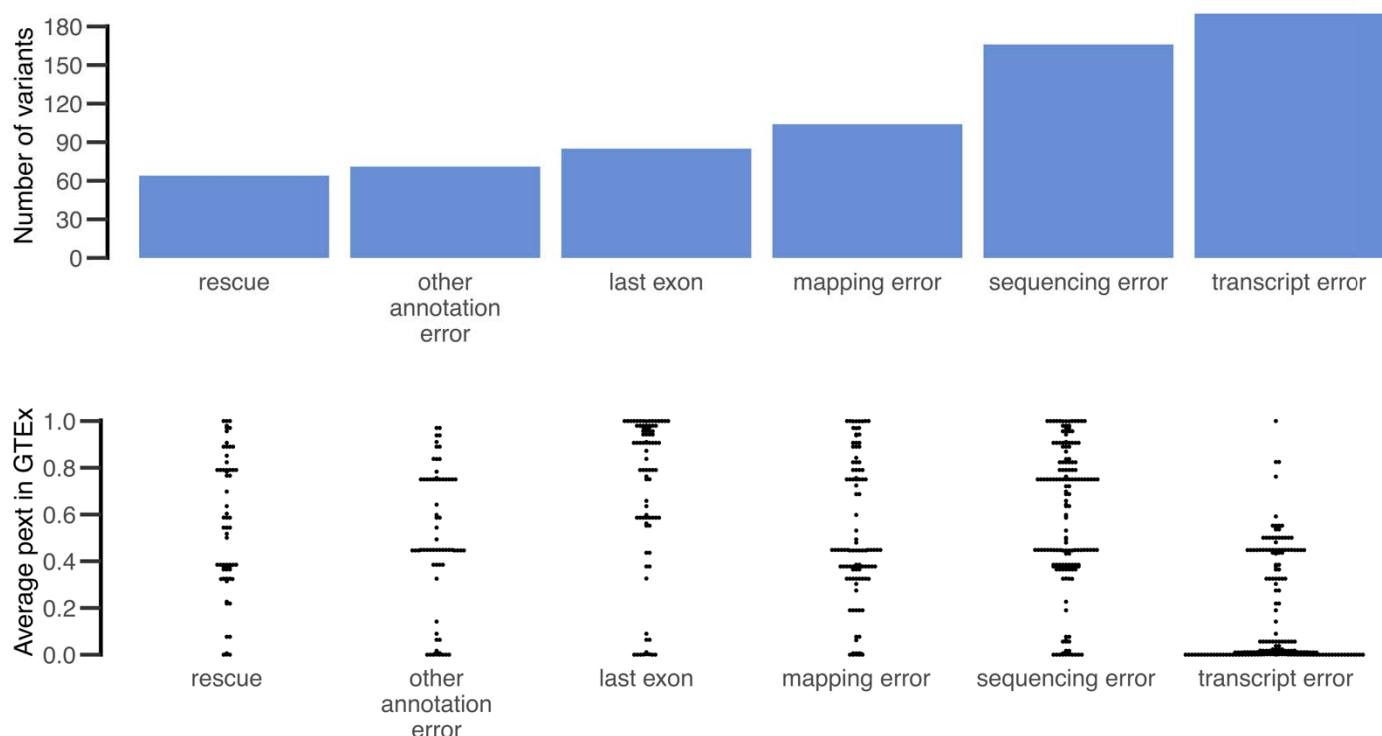 Number of variants
180
150
120
90
60
30
0
rescue
other
annotation
error
last exon
mapping error
sequencing error
transcript error
Average pext in GTEx
1.0
0.8
0.6
0.4
0.2
0.0
rescue
other
annotation
error
last exon
mapping error
sequencing error
transcript error